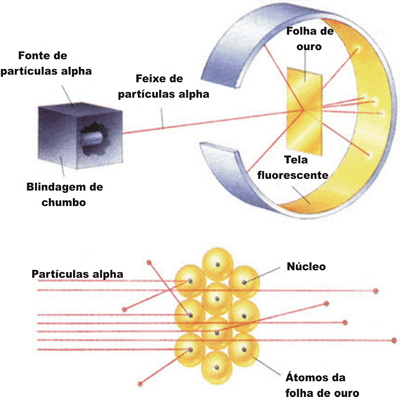 Fonte de
partículas alpha
Feixe de
partículas alpha
Folha de
ouro
Blindagem de
chumbo
Tela
fluorescente
Partículas alpha
Núcleo
Átomos da
folha de ouro